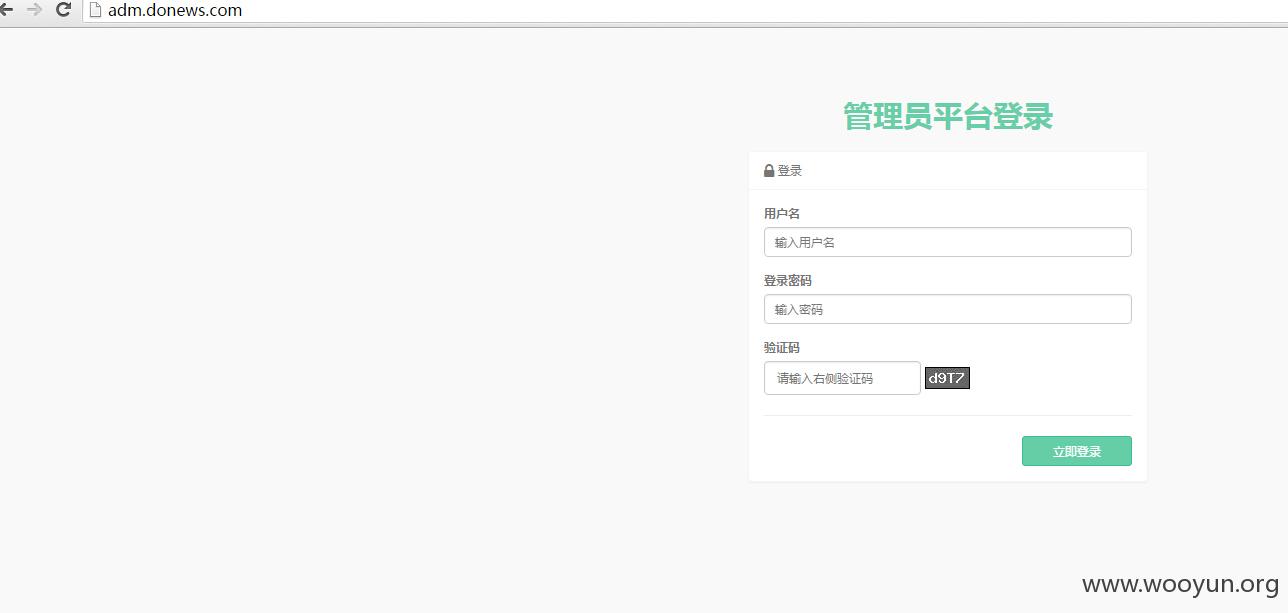 adm.donews.com
管理员平台登录
登录
用户名
输入用户名
登录密码
输入密码
验证码
请输入右侧验证码 d9T7
立即登录
www.wooyun.org